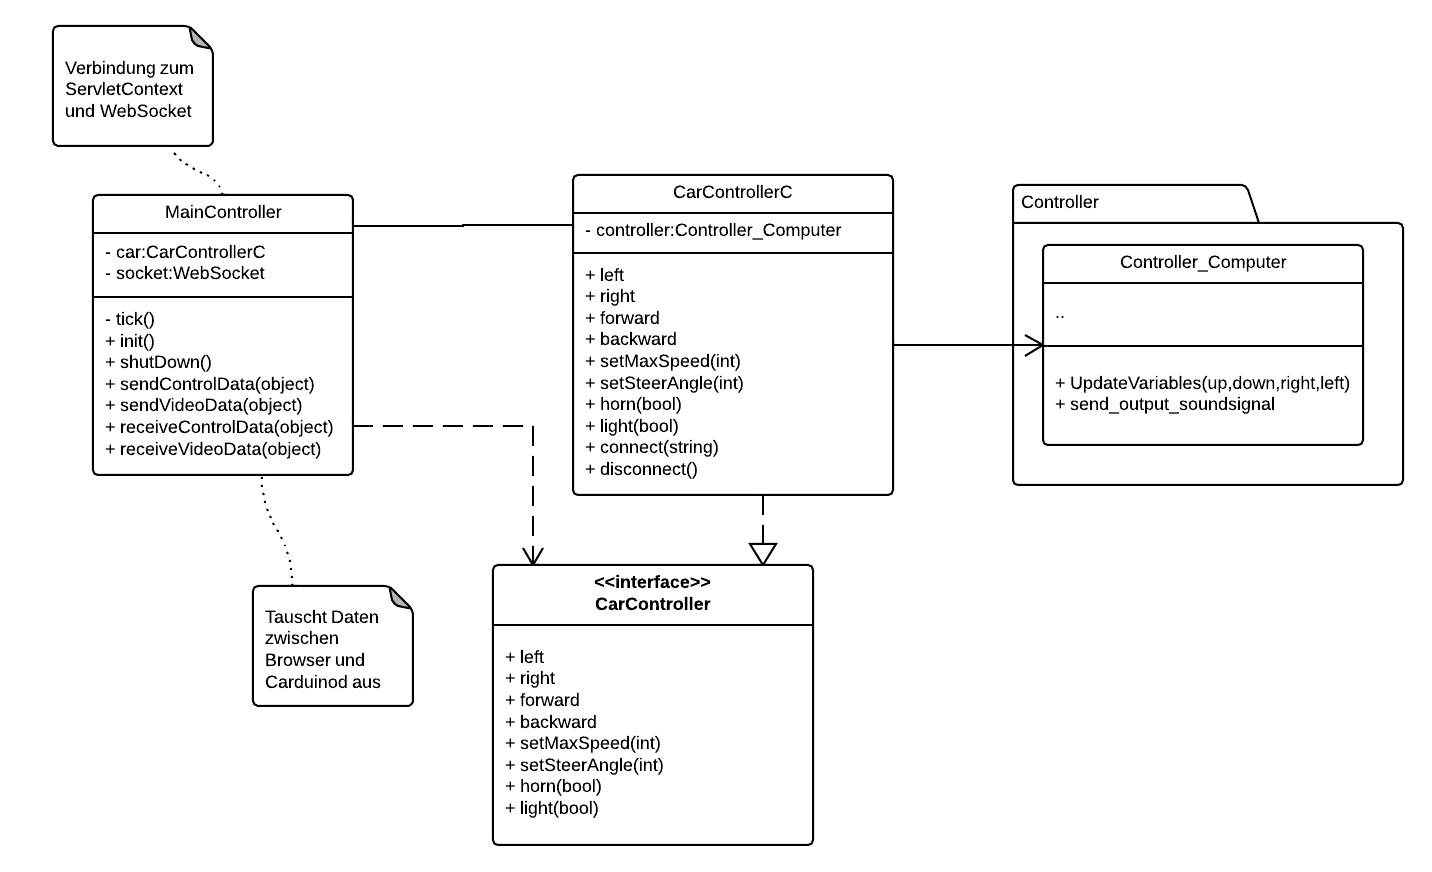 Verbindung zum
ServletContext
und WebSocket
MainController
- car:CarControllerC
- socket:WebSocket
- tick()
+ init()
+ shutDown()
+ sendControlData(object)
+ sendVideoData(object)
+ receiveControlData(object)
+ receiveVideoData(object)
CarControllerC
- controller:Controller_Computer
+ left
+ right
+ forward
+ backward
+ setMaxSpeed(int)
+ setSteerAngle(int)
+ horn(bool)
+ light(bool)
+ connect(string)
+ disconnect()
Controller
Controller_Computer
..
+ UpdateVariables(up,down,right,left)
+ send_output_soundsignal
Tauscht Daten
zwischen
Browser und
Carduinod aus
<<interface>>
CarController
+ left
+ right
+ forward
+ backward
+ setMaxSpeed(int)
+ setSteerAngle(int)
+ horn(bool)
+ light(bool)